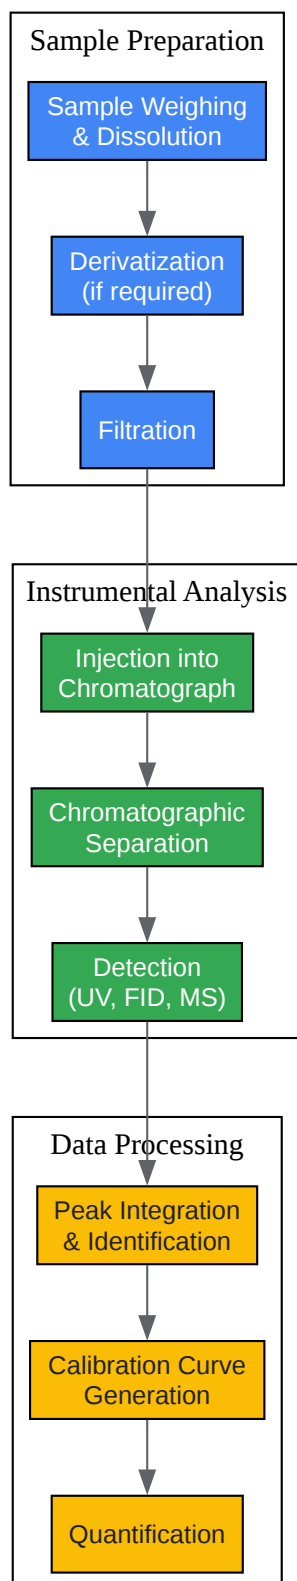 Sample Preparation
Sample Weighing
& Dissolution
Derivatization
(if required)
Filtration
Instrumental Analysis
Injection into
Chromatograph
Chromatographic
Separation
Detection
(UV, FID, MS)
Data Processing
Peak Integration
& Identification
Calibration Curve
Generation
Quantification